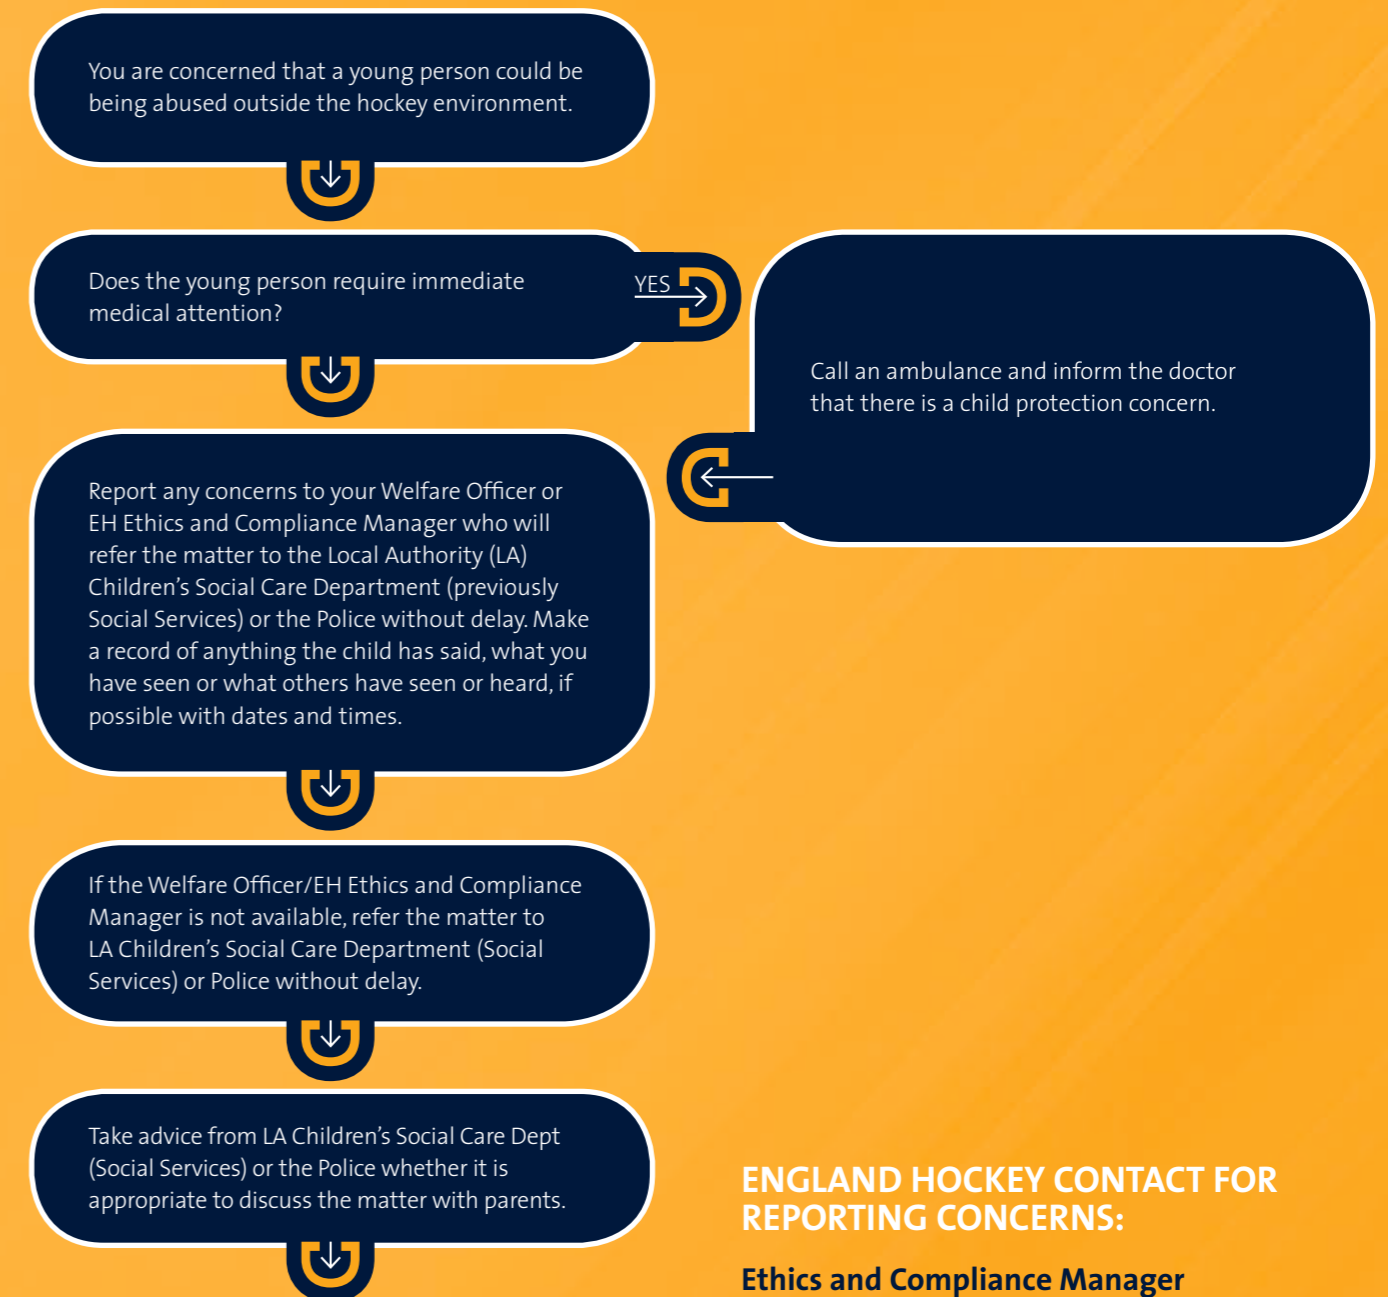 You are concerned that a young person could be
being abused outside the hockey environment.
Does the young person require immediate
medical attention?
YES
Call an ambulance and inform the doctor
that there is a child protection concern.
Report any concerns to your Welfare Officer or
EH Ethics and Compliance Manager who will
refer the matter to the Local Authority (LA)
Children’s Social Care Department (previously
Social Services) or the Police without delay. Make
a record of anything the child has said, what you
have seen or what others have seen or heard, if
possible with dates and times.
If the Welfare Officer/EH Ethics and Compliance
Manager is not available, refer the matter to
LA Children’s Social Care Department (Social
Services) or Police without delay.
Take advice from LA Children’s Social Care Dept
(Social Services) or the Police whether it is
appropriate to discuss the matter with parents.
ENGLAND HOCKEY CONTACT FOR
REPORTING CONCERNS:
Ethics and Compliance Manager